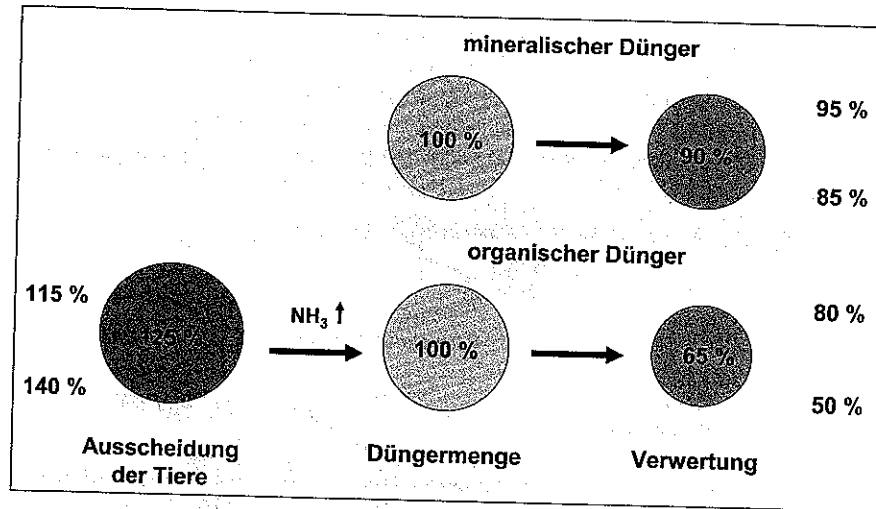 mineralischer Dünger
100 %
90 %
95 %
85 %
organischer Dünger
115 %
140 %
NH₃ ↑
100 %
65 %
80 %
50 %
Ausscheidung
der Tiere
Düngermenge
Verwertung